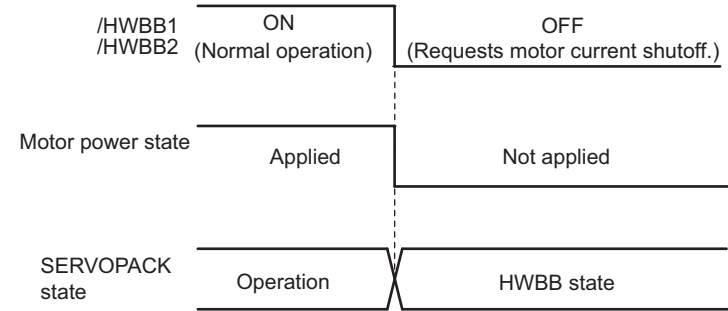 /HWBB1
/HWBB2
ON
(Normal operation)
OFF
(Requests motor current shutoff.)
Motor power state
Applied
Not applied
SERVOPACK
state
Operation
HWBB state